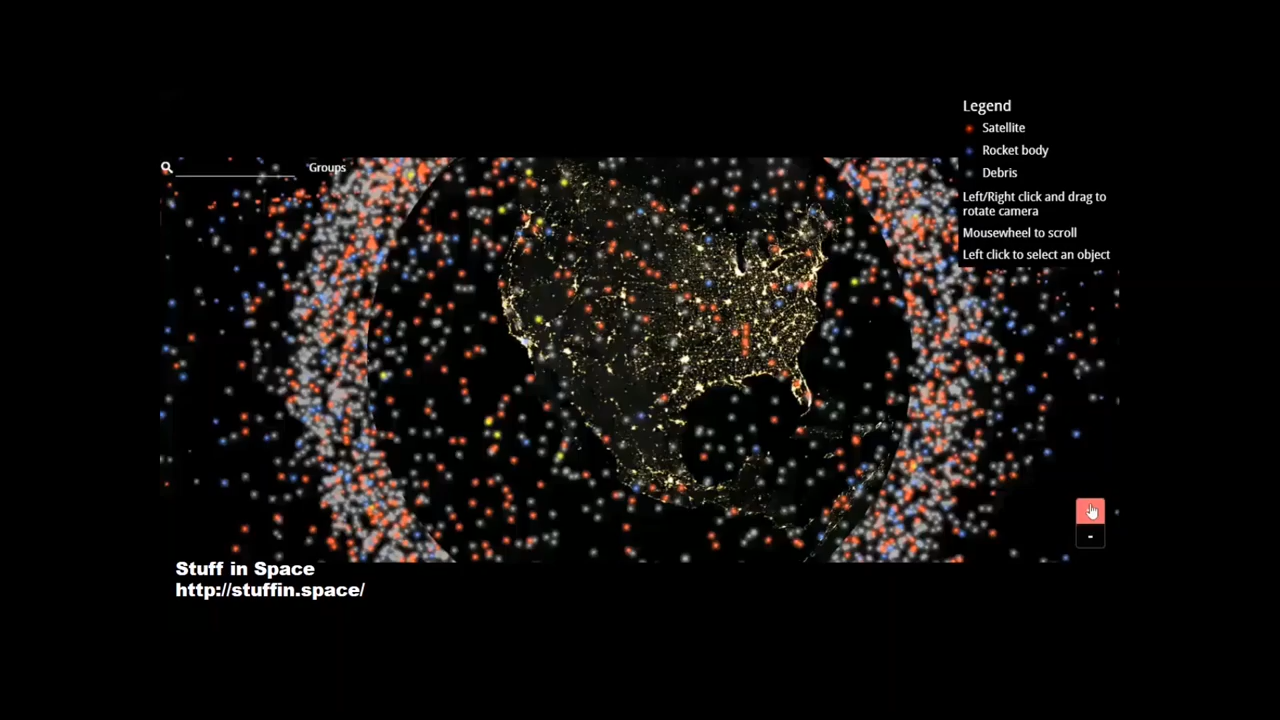 Legend
Satellite
Rocket body
Debris
Left/Right click and drag to
rotate camera
Mousewheel to scroll
Left click to select an object
Groups
-
Stuff in Space
http://stuffin.space/